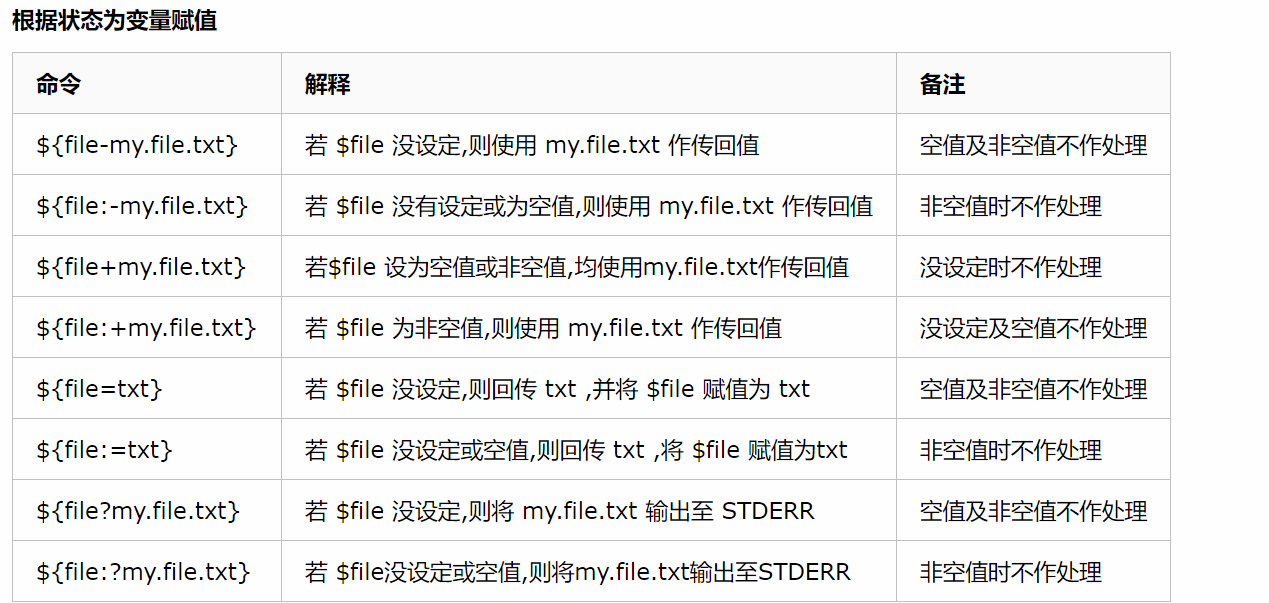 根据状态为变量赋值
命令 解释 备注
${file-my.file.txt} 若 $file 没设定,则使用 my.file.txt 作传回值 空值及非空值不作处理
${file:-my.file.txt} 若 $file 没有设定或为空值,则使用 my.file.txt 作传回值 非空值时不作处理
${file+my.file.txt} 若$file 设为空值或非空值,均使用my.file.txt作传回值 没设定时不作处理
${file:+my.file.txt} 若 $file 为非空值,则使用 my.file.txt 作传回值 没设定及空值不作处理
${file=txt} 若 $file 没设定,则回传 txt ,并将 $file 赋值为 txt 空值及非空值不作处理
${file:=txt} 若 $file 没设定或空值,则回传 txt ,将 $file 赋值为txt 非空值时不作处理
${file?my.file.txt} 若 $file 没设定,则将 my.file.txt 输出至 STDERR 空值及非空值不作处理
${file:?my.file.txt} 若 $file没设定或空值,则将my.file.txt输出至STDERR 非空值时不作处理